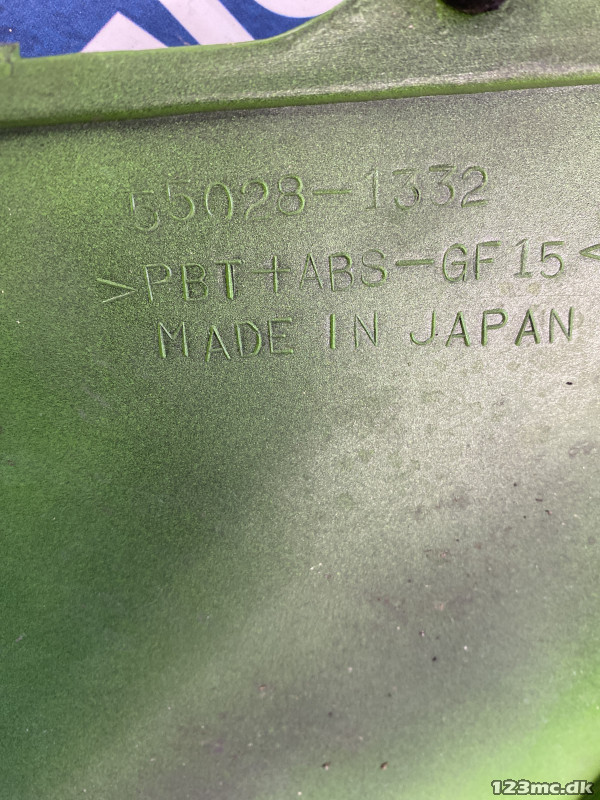 55028-1332
>PBT+ABS-GF15<
MADE IN JAPAN
123mc.dk